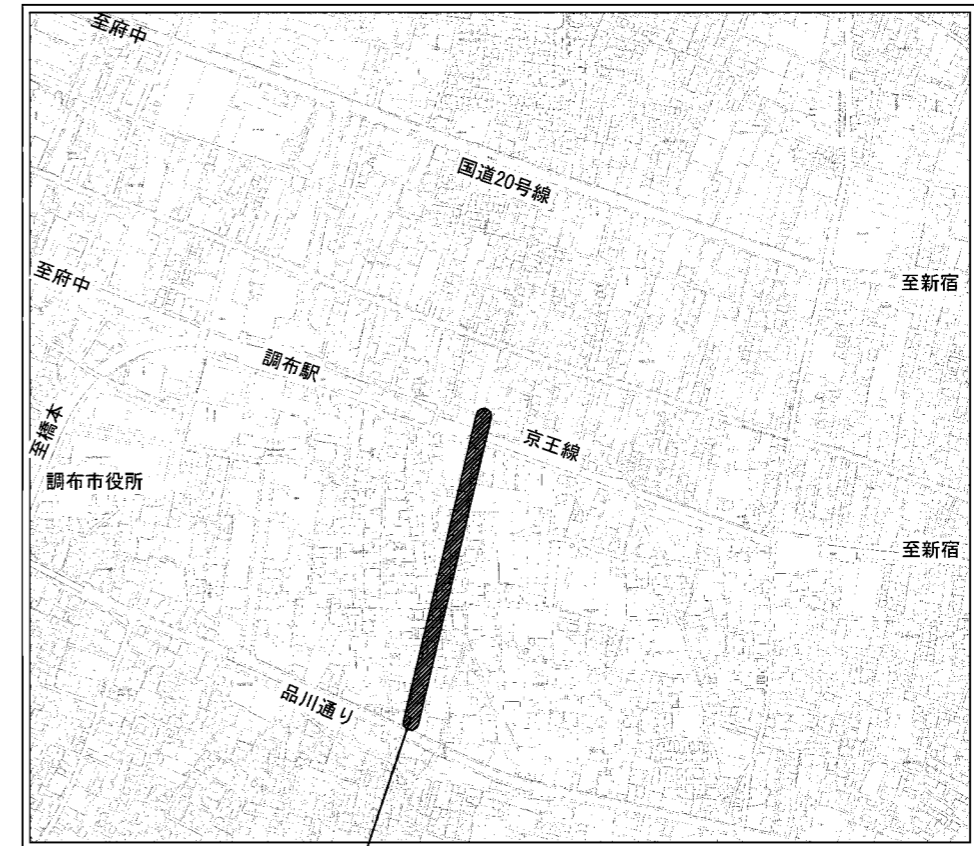 至府中
国道20号線
至新宿
至府中
調布駅
京王線
至橋本
調布市役所
至新宿
品川通り